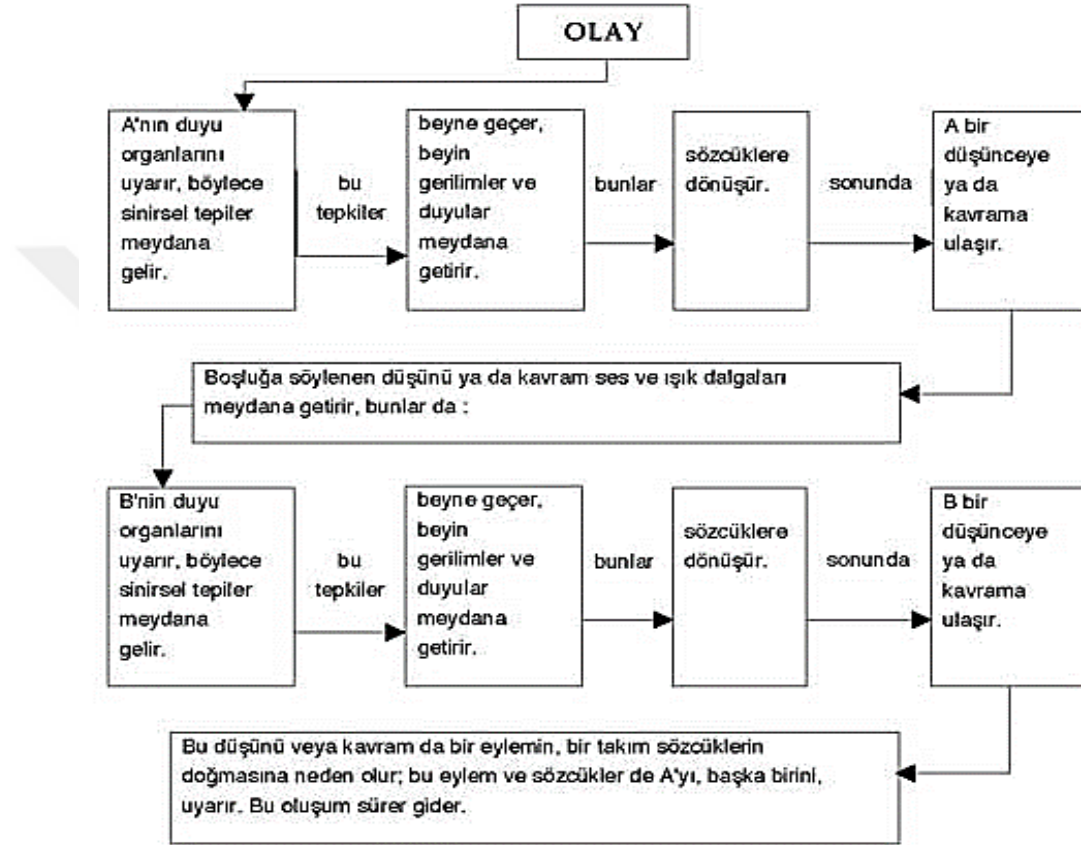 OLAY
A'nın duyu
organlarını
uyarır, böylece
sinirsel tepiler
meydana
gelir.
bu
tepkiler
beyne geçer,
beyin
gerilimler ve
duyular
meydana
getirir.
bunlar
sözcüklere
dönüşür.
sonunda
A bir
düşünceye
ya da
kavrama
ulaşır.
Boşluğa söylenen düşünü ya da kavram ses ve ışık dalgaları
meydana getirir, bunlar da :
B'nin duyu
organlarını
uyarır, böylece
sinirsel tepiler
meydana
gelir.
bu
tepkiler
beyne geçer,
beyin
gerilimler ve
duyular
meydana
getirir.
bunlar
sözcüklere
dönüşür.
sonunda
B bir
düşünceye
ya da
kavrama
ulaşır.
Bu düşünü veya kavram da bir eylemin, bir takım sözcüklerin
doğmasına neden olur; bu eylem ve sözcükler de A'yı, başka birini,
uyarır. Bu oluşum sürer gider.